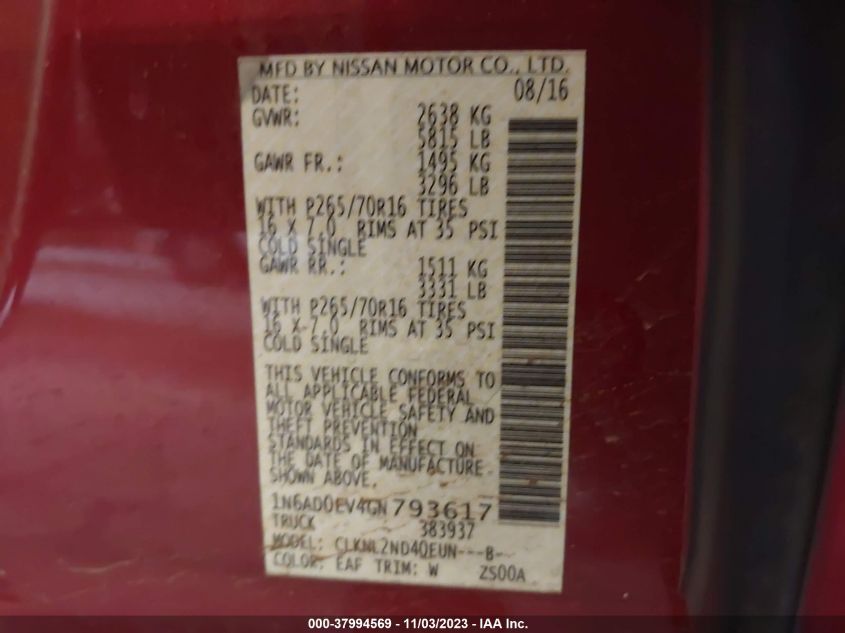 MFD BY NISSAN MOTOR CO., LTD.
DATE: 08/16
GVWR: 2638 KG
5815 LB
GAWR FR.: 1495 KG
3296 LB
WITH P265/70R16 TIRES
16 X 7.0 RIMS AT 35 PSI
COLD SINGLE
GAWR RR.: 1511 KG
3331 LB
WITH P265/70R16 TIRES
16 X 7.0 RIMS AT 35 PSI
COLD SINGLE
THIS VEHICLE CONFORMS TO
ALL APPLICABLE FEDERAL
MOTOR VEHICLE SAFETY AND
THEFT PREVENTION
STANDARDS IN EFFECT ON
THE DATE OF MANUFACTURE
SHOWN ABOVE.
1N6AD0EV4GN793617
TRUCK 383937
MODEL: CLKNL2ND4QEUN---B-
COLOR: EAF TRIM: W ZS00A
000-37994569 - 11/03/2023 - IAA Inc.